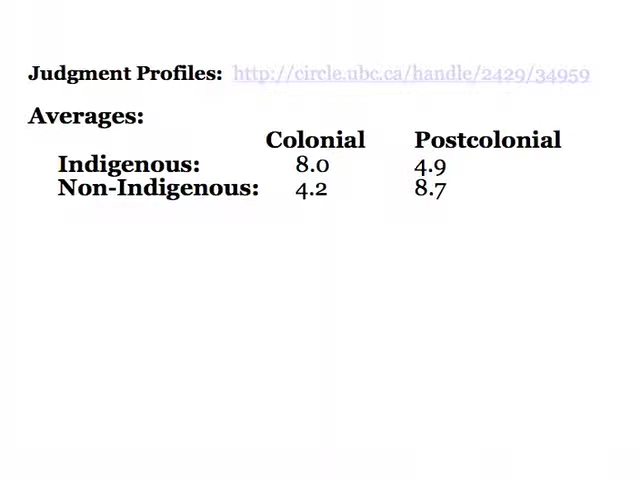 Judgment Profiles: http://circle.ubc.ca/handle/2429/34959
Averages:
Colonial Postcolonial
Indigenous: 8.0 4.9
Non-Indigenous: 4.2 8.7